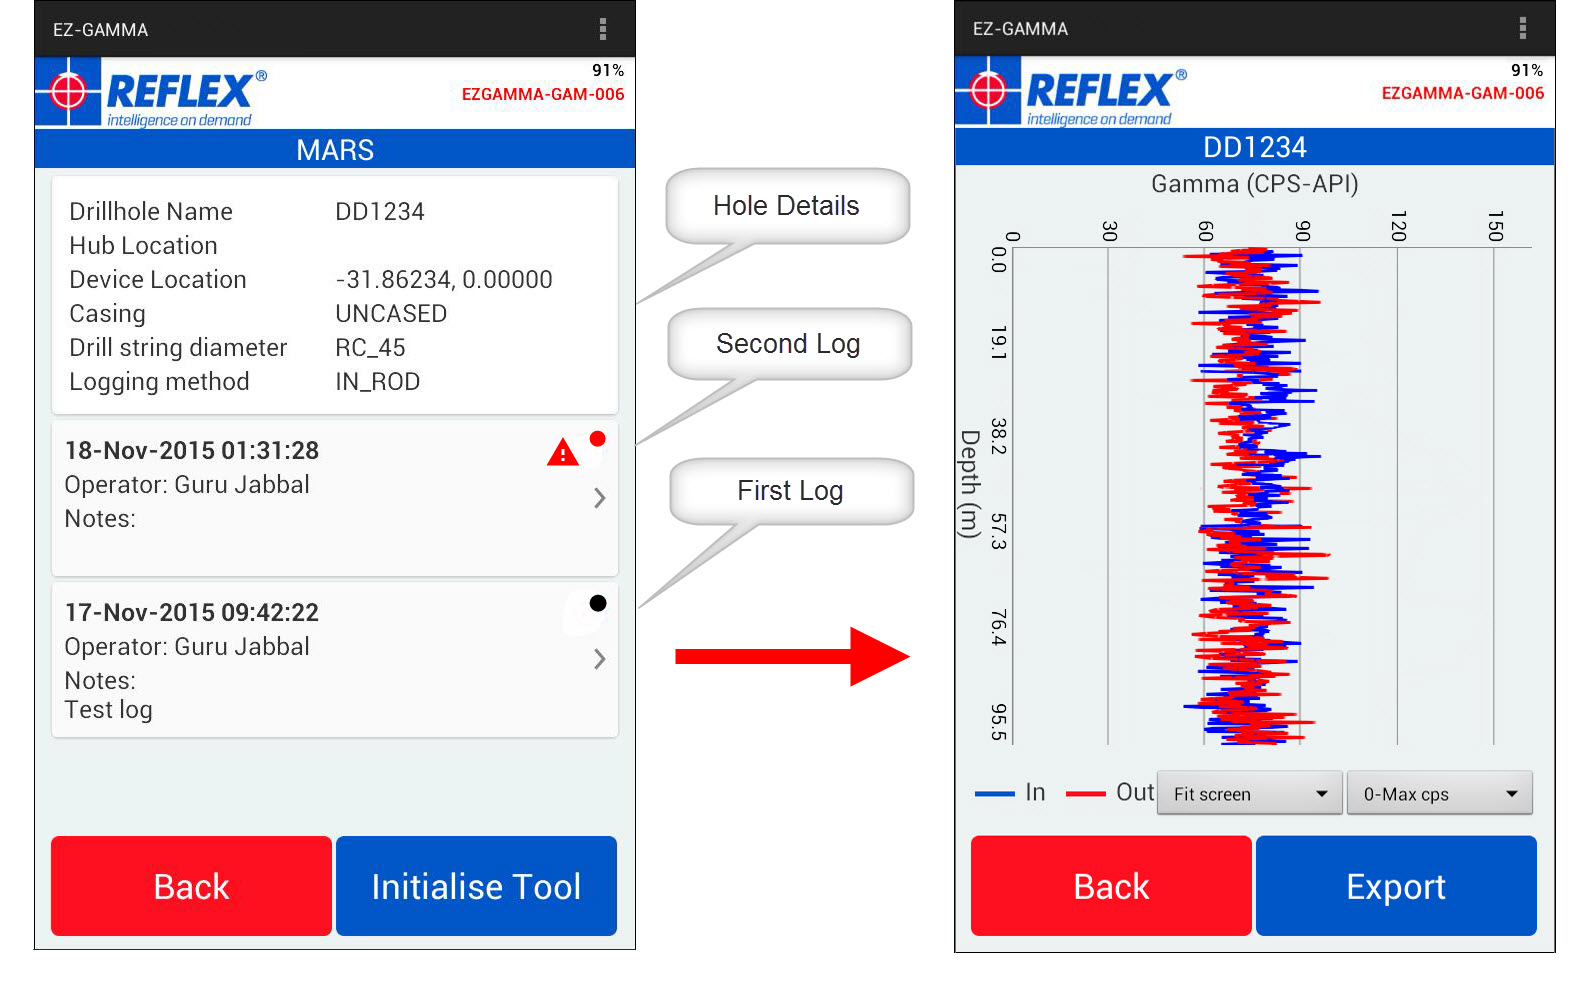 EZ-GAMMA
91%
REFLEX®
EZGAMMA-GAM-006
intelligence on demand
MARS
Drillhole Name DD1234
Hub Location
Device Location -31.86234, 0.00000
Casing UNCASED
Drill string diameter RC_45
Logging method IN_ROD
18-Nov-2015 01:31:28
Operator: Guru Jabbal
Notes:
17-Nov-2015 09:42:22
Operator: Guru Jabbal
Notes:
Test log
Back Initialise Tool
Hole Details
Second Log
First Log
EZ-GAMMA
91%
REFLEX®
EZGAMMA-GAM-006
intelligence on demand
DD1234
Gamma (CPS-API)
0 30 60 90 120 150
0.0
19.1
38.2
57.3
76.4
95.5
Depth (m)
In Out Fit screen 0-Max cps
Back Export